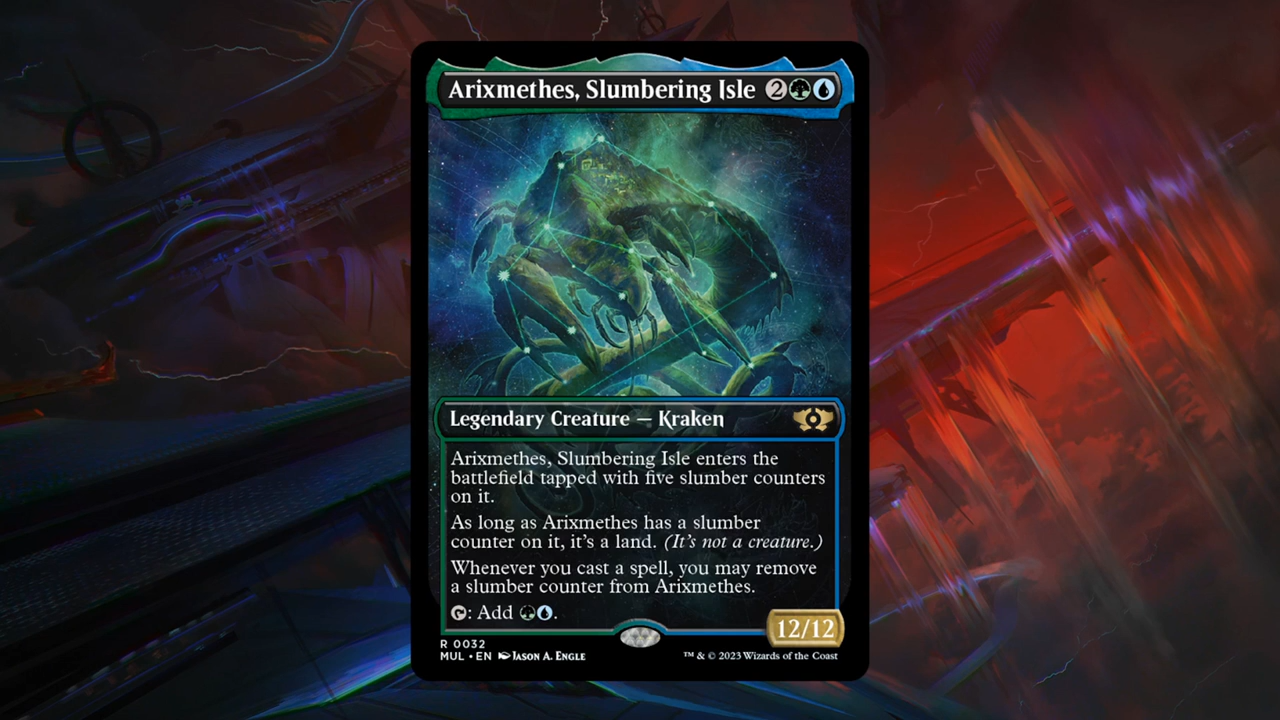 Arixmethes, Slumbering Isle 2
Legendary Creature — Kraken
Arixmethes, Slumbering Isle enters the
battlefield tapped with five slumber counters
on it.
As long as Arixmethes has a slumber
counter on it, it's a land. (It's not a creature.)
Whenever you cast a spell, you may remove
a slumber counter from Arixmethes.
: Add .
12/12
R 0032
MUL • EN Jason A. Engle
™ & © 2023 Wizards of the Coast